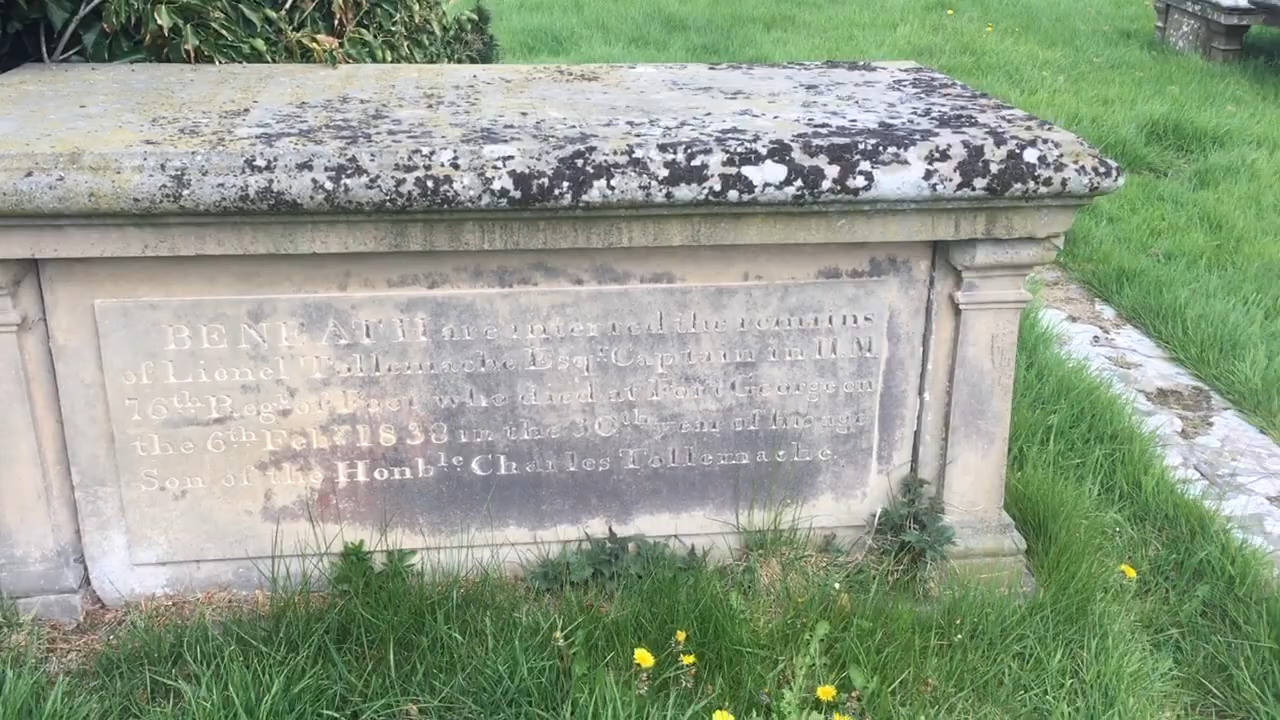 BENEATH are interred the remains
of Lionel Tollemache Esqr. Captain in H.M.
76th Regt. of Foot who died at Fort George on
the 6th Feby. 1838 in the 30th year of his age
Son of the Honble Charles Tollemache.